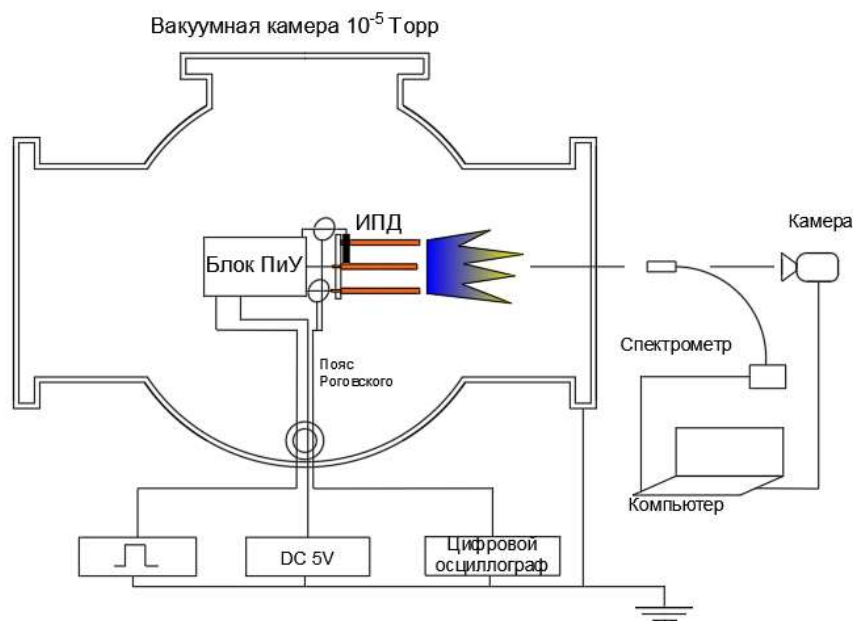 Вакуумная камера 10⁻⁵ Торр
ИПД
Камера
Блок ПиУ
Спектрометр
Пояс
Роговского
Компьютер
DC 5V
Цифровой
осциллограф